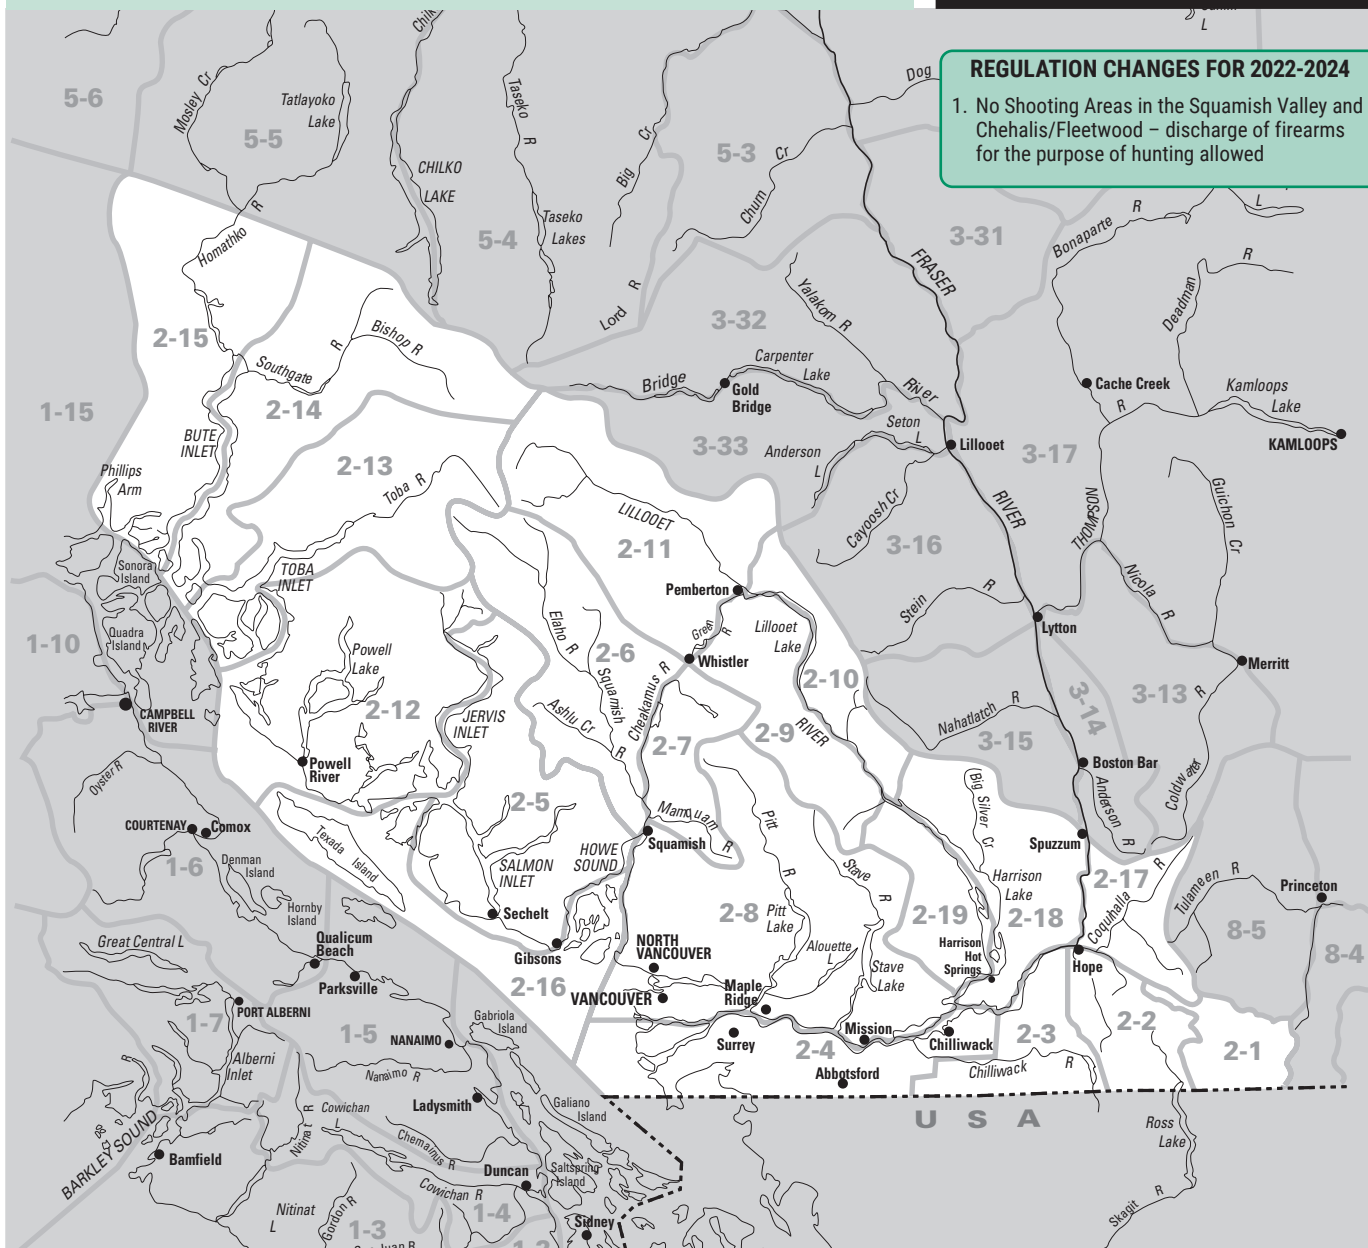 REGULATION CHANGES FOR 2022-2024
1. No Shooting Areas in the Squamish Valley and
Chehalis/Fleetwood – discharge of firearms
for the purpose of hunting allowed
L
5-6
Mosley Cr
5-5
Tatlayoko
Lake
CHILKO
LAKE
Taseko
R
Taseko
Lakes
5-4
Big Cr
5-3
Churn Cr
Dog
Lord R
FRASER
3-31
Bonaparte R
L
Deadman
R
Homathko R
2-15
Southgate R
Bishop R
2-14
3-32
Yalakom R
Carpenter
Lake
Bridge
River
Gold
Bridge
Cache Creek
R
Kamloops
Lake
KAMLOOPS
1-15
BUTE
INLET
Phillips
Arm
2-13
Toba R
3-33
Anderson
L
Seton
L
Lillooet
3-17
RIVER
THOMPSON
Guichon Cr
LILLOOET
2-11
Cayoosh Cr
3-16
Sonora
Island
TOBA
INLET
Pemberton
Stein R
Nicola R
Lytton
1-10
Quadra
Island
Powell
Lake
Elaho R
2-6
Squamish
R
Green
R
Lillooet
Lake
Whistler
2-10
Merritt
CAMPBELL
RIVER
2-12
JERVIS
INLET
Ashlu Cr
Cheakamus R
2-7
2-9
RIVER
Nahatlatch R
3-14
3-13
3-15
Powell
River
Oyster R
Boston Bar
Anderson
R
Coldwater
R
2-5
Mamquam
R
Pitt
R
Big Silver
Cr
COURTENAY
Comox
Texada Island
HOWE
SOUND
Squamish
Spuzzum
1-6
Denman
Island
SALMON
INLET
Stave
R
Harrison
Lake
2-17
Coquihalla
R
Tulameen R
Princeton
Hornby
Island
Sechelt
2-8
Pitt
Lake
2-19
2-18
8-5
Great Central L
Qualicum
Beach
Gibsons
NORTH
VANCOUVER
Alouette
L
Harrison
Hot
Springs
Hope
8-4
Parksville
2-16
VANCOUVER
Maple
Ridge
Stave
Lake
1-7
PORT ALBERNI
Gabriola
Island
Mission
Chilliwack
2-3
2-2
1-5
NANAIMO
Surrey
2-4
2-1
Alberni
Inlet
Nanaimo R
Abbotsford
Chilliwack
R
Ladysmith
Galiano
Island
U S A
Cowichan
L
Nitinat R
Chemainus R
Ross
Lake
BARKLEY SOUND
Bamfield
Duncan
Saltspring
Island
Cowichan R
Nitinat
L
Gordon R
1-3
1-4
Sidney
Skagit R